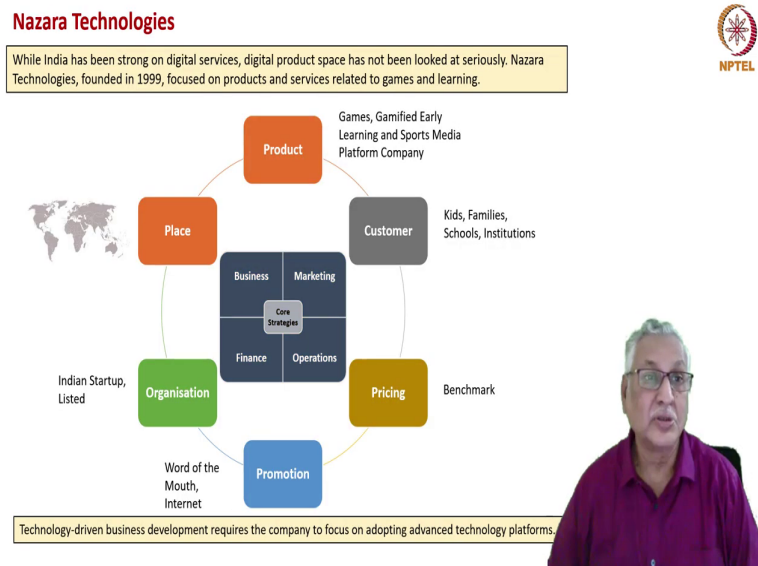 Nazara Technologies
NPTEL
While India has been strong on digital services, digital product space has not been looked at seriously. Nazara
Technologies, founded in 1999, focused on products and services related to games and learning.
Product
Games, Gamified Early
Learning and Sports Media
Platform Company
Place
Customer
Kids, Families,
Schools, Institutions
Business
Marketing
Core
Strategies
Finance
Operations
Indian Startup,
Listed
Organisation
Pricing
Benchmark
Promotion
Word of the
Mouth,
Internet
Technology-driven business development requires the company to focus on adopting advanced technology platforms.